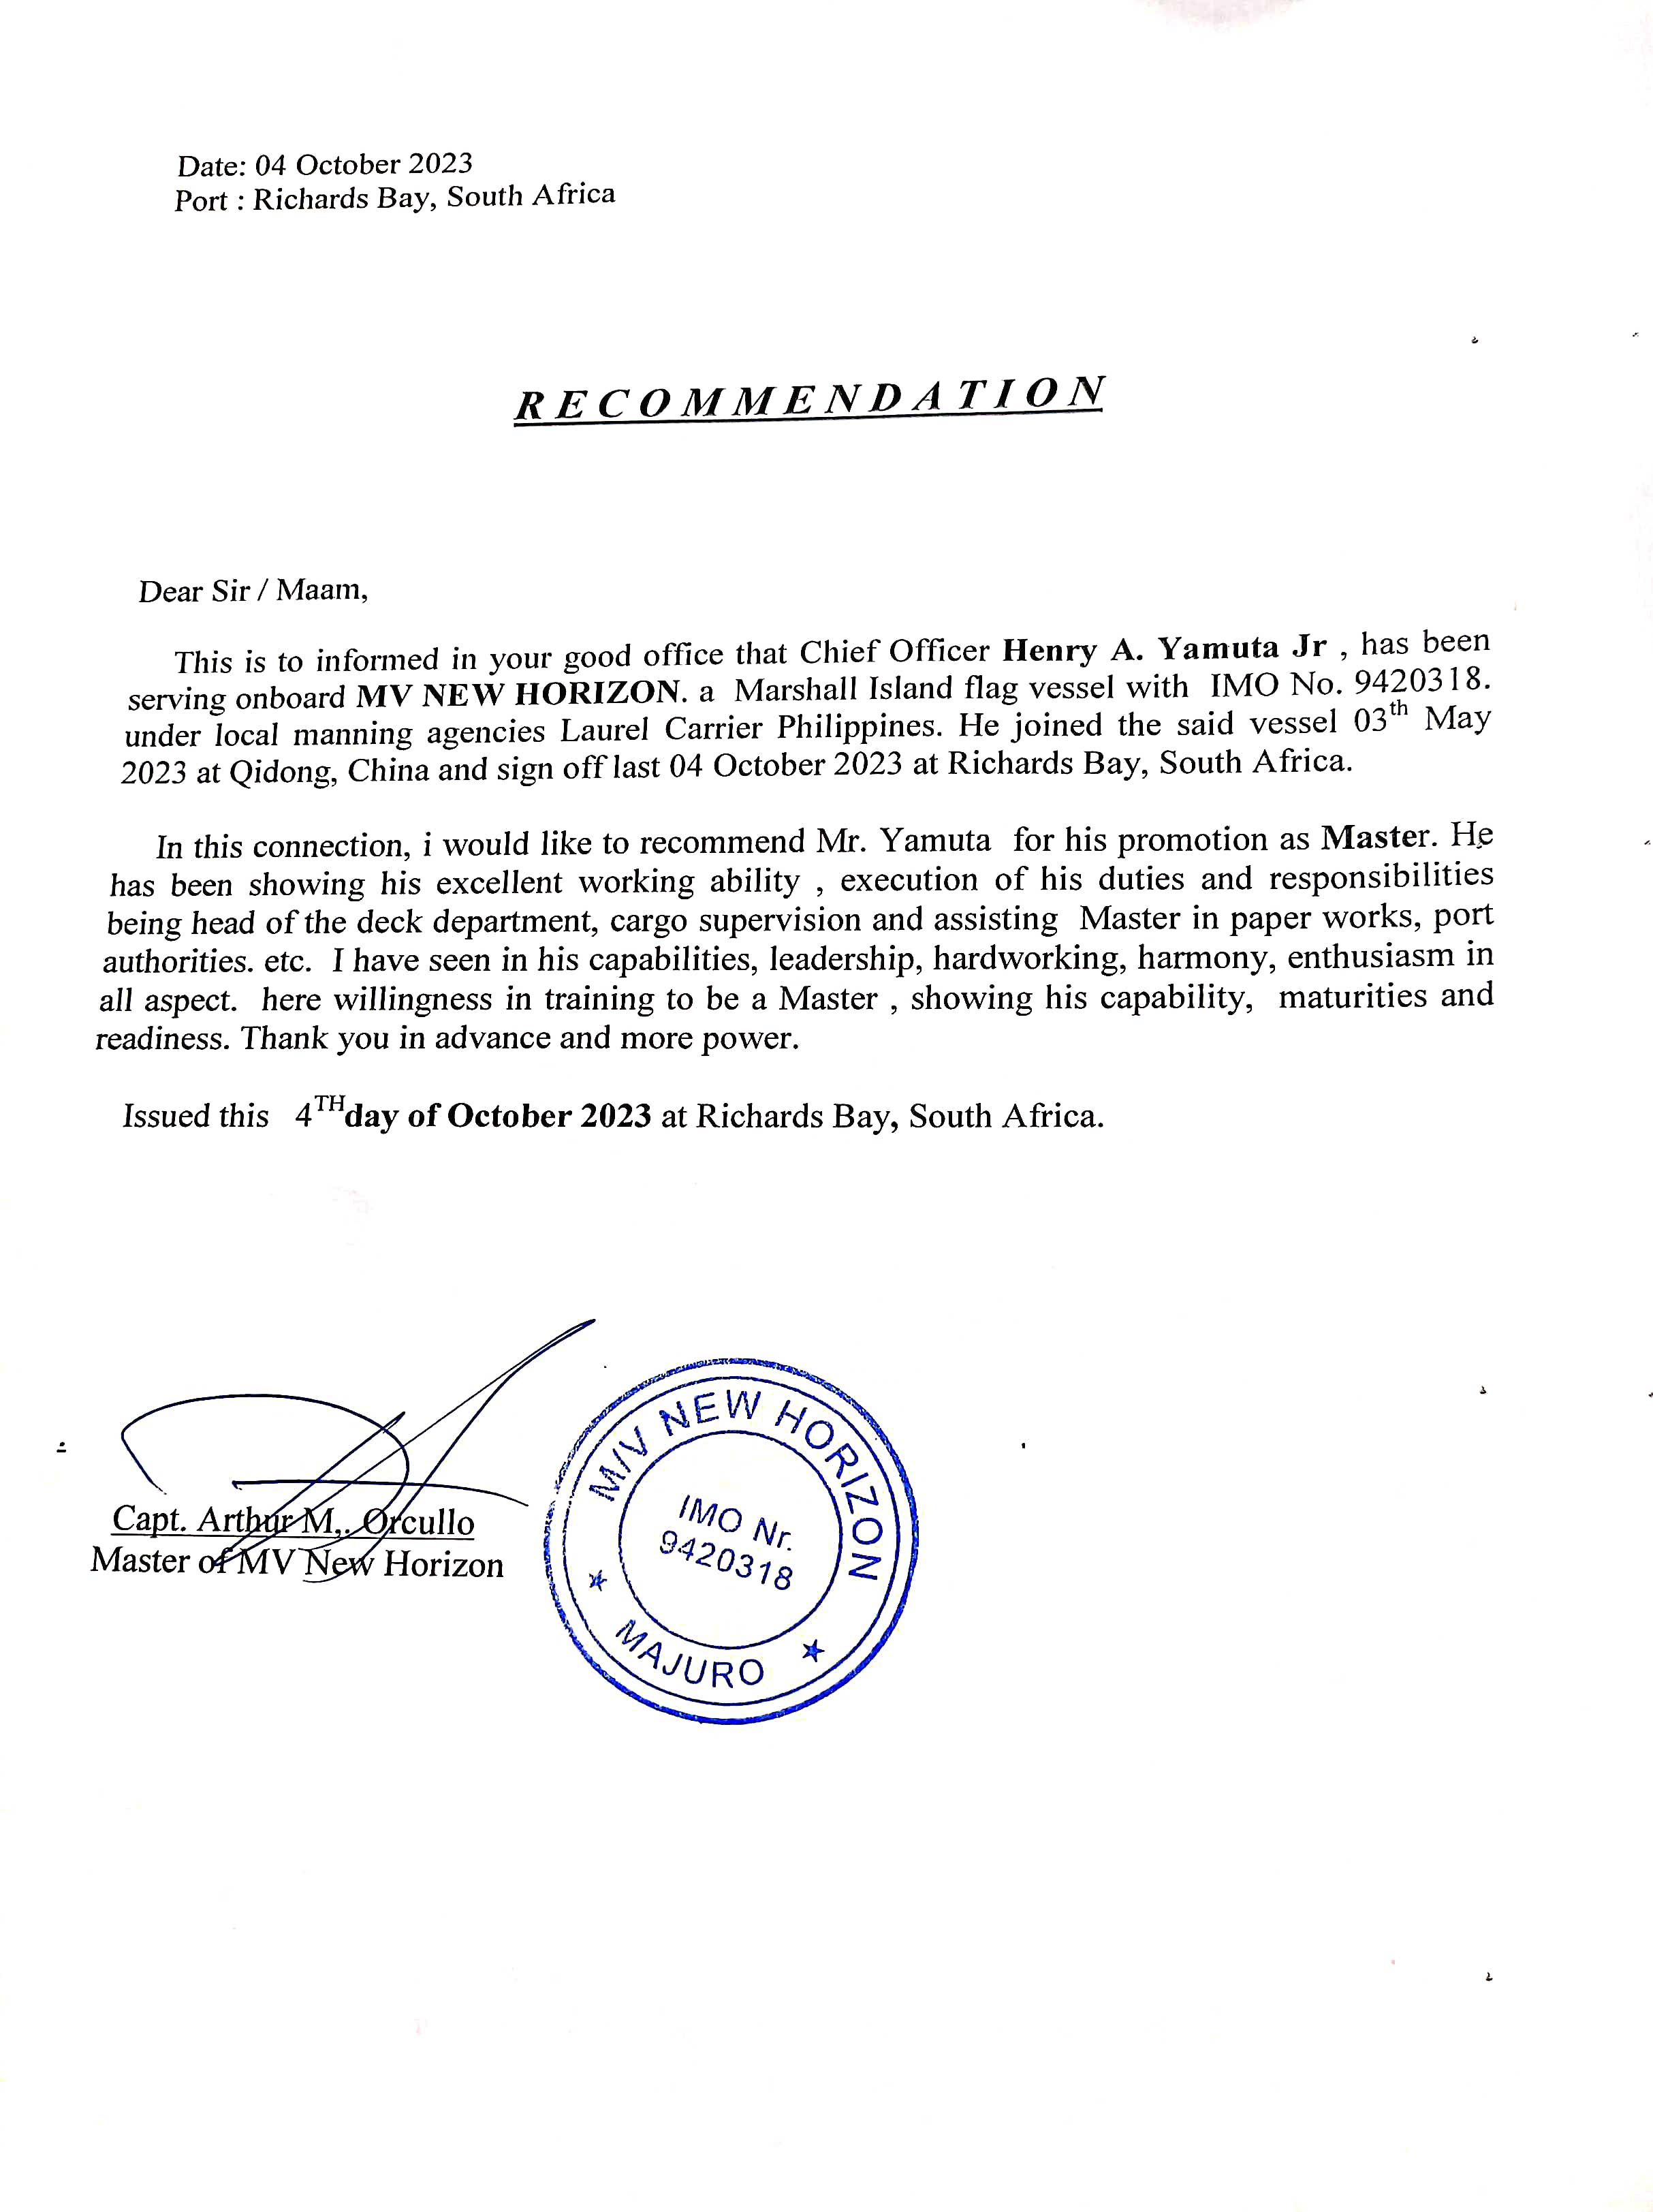 Date: 04 October 2023
Port : Richards Bay, South Africa
RECOMMENDATION
Dear Sir / Maam,
This is to informed in your good office that Chief Officer Henry A. Yamuta Jr , has been
serving onboard MV NEW HORIZON. a Marshall Island flag vessel with IMO No. 9420318.
under local manning agencies Laurel Carrier Philippines. He joined the said vessel 03th May
2023 at Qidong, China and sign off last 04 October 2023 at Richards Bay, South Africa.
In this connection, i would like to recommend Mr. Yamuta for his promotion as Master. He
has been showing his excellent working ability , execution of his duties and responsibilities
being head of the deck department, cargo supervision and assisting Master in paper works, port
authorities. etc. I have seen in his capabilities, leadership, hardworking, harmony, enthusiasm in
all aspect. here willingness in training to be a Master , showing his capability, maturities and
readiness. Thank you in advance and more power.
Issued this 4THday of October 2023 at Richards Bay, South Africa.
Capt. Arthur M,. Orcullo
Master of MV New Horizon
M/V NEW HORIZON
IMO Nr.
9420318
MAJURO